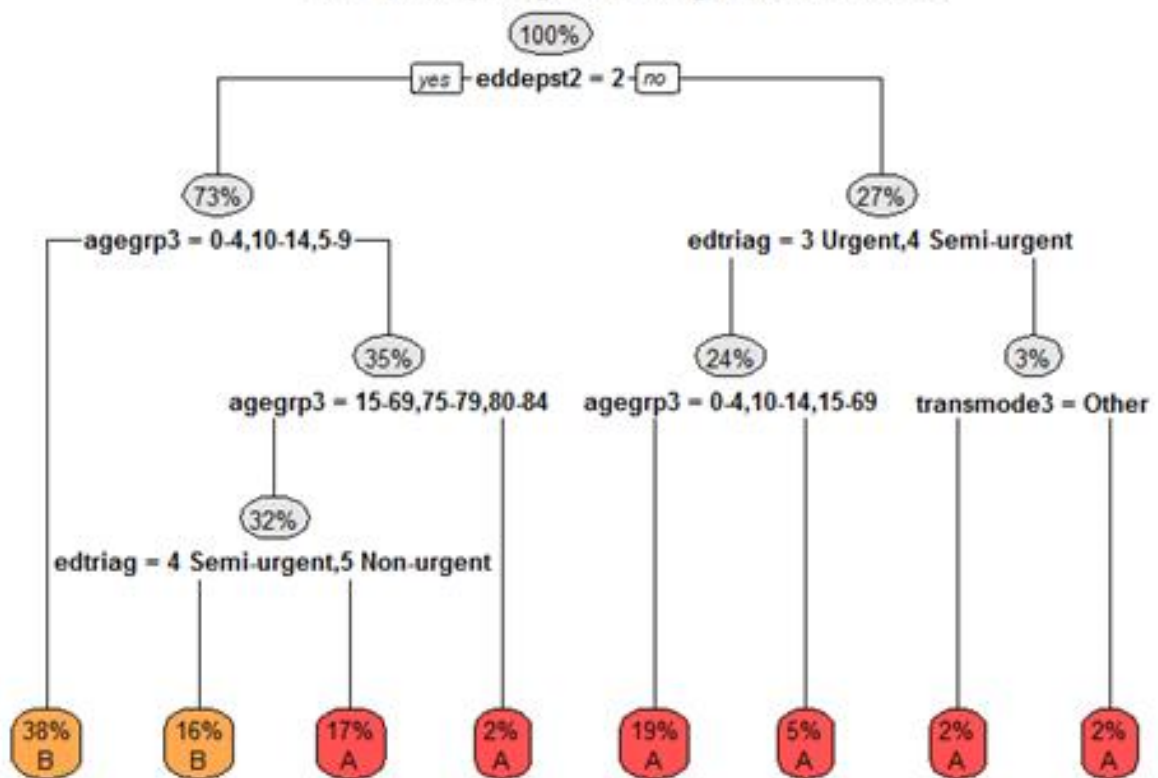 100%
yes eddepst2 = 2 no
73% 27%
agegrp3 = 0-4,10-14,5-9 edtriag = 3 Urgent,4 Semi-urgent
35% 24% 3%
agegrp3 = 15-69,75-79,80-84 agegrp3 = 0-4,10-14,15-69 transmode3 = Other
32%
edtriag = 4 Semi-urgent,5 Non-urgent
38% 16% 17% 2% 19% 5% 2% 2%
B B A A A A A A